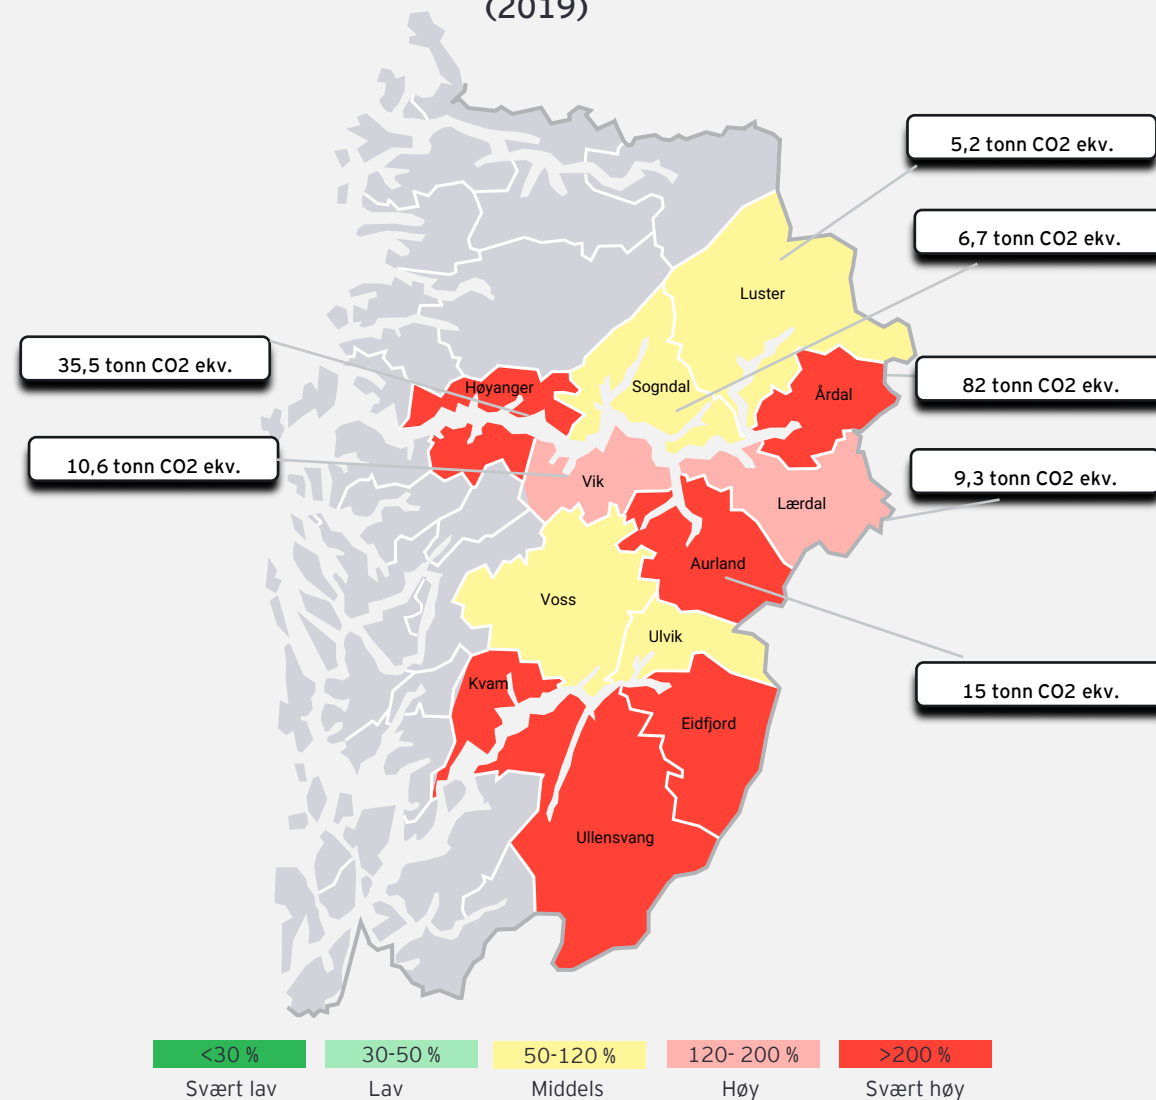 (2019)
5,2 tonn CO2 ekv.
6,7 tonn CO2 ekv.
Luster
35,5 tonn CO2 ekv.
82 tonn CO2 ekv.
Høyanger
Sogndal
Årdal
10,6 tonn CO2 ekv.
9,3 tonn CO2 ekv.
Vik
Lærdal
Aurland
Voss
Ulvik
15 tonn CO2 ekv.
Kvam
Eidfjord
Ullensvang
<30 % 30-50 % 50-120 % 120- 200 % >200 %
Svært lav Lav Middels Høy Svært høy